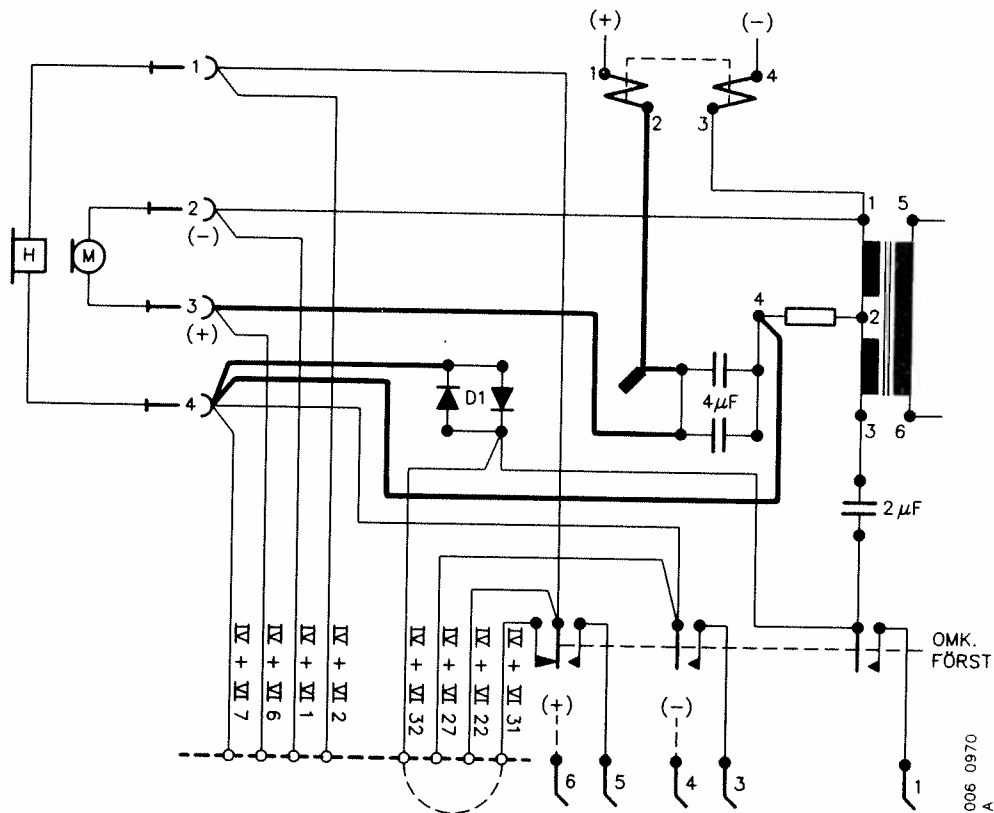 (+) (-)
1 1 4
2 3
2 1 5
(-)
H M
3 4 2
(+)
D1 4µF
4 3 6
2 µF
IV + VI 7
IV + VI 6
IV + VI 1
IV + VI 2
IV + VI 32
IV + VI 27
IV + VI 22
IV + VI 31
OMK.
FÖRST
(+) (-)
6 5 4 3 1
006 0970
A